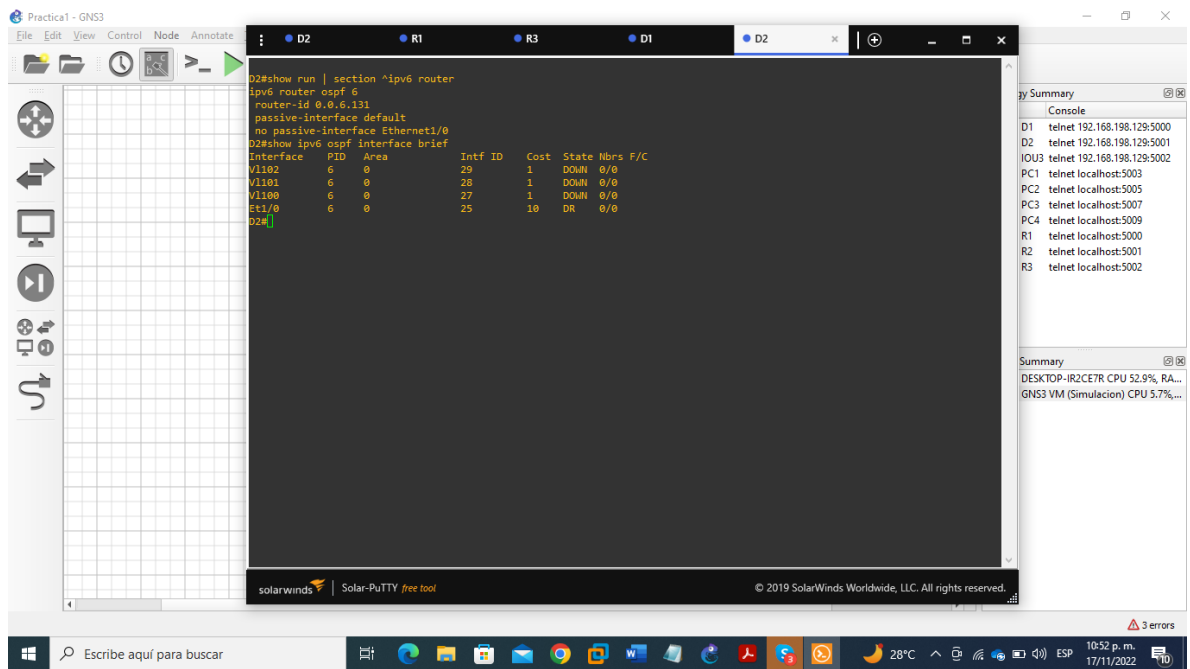 Practica1 - GNS3
File Edit View Control Node Annotate
D2 R1 R3 D1 D2
D2#show run | section ^ipv6 router
ipv6 router ospf 6
router-id 0.0.6.131
passive-interface default
no passive-interface Ethernet1/0
D2#show ipv6 ospf interface brief
Interface PID Area Intf ID Cost State Nbrs F/C
Vl102 6 0 29 1 DOWN 0/0
Vl101 6 0 28 1 DOWN 0/0
Vl100 6 0 27 1 DOWN 0/0
Et1/0 6 0 25 10 DR 0/0
D2#
solarwinds Solar-PuTTY free tool © 2019 SolarWinds Worldwide, LLC. All rights reserved.
gy Summary
Console
D1 telnet 192.168.198.129:5000
D2 telnet 192.168.198.129:5001
IOU3 telnet 192.168.198.129:5002
PC1 telnet localhost:5003
PC2 telnet localhost:5005
PC3 telnet localhost:5007
PC4 telnet localhost:5009
R1 telnet localhost:5000
R2 telnet localhost:5001
R3 telnet localhost:5002
Summary
DESKTOP-IR2CE7R CPU 52.9%, RA...
GNS3 VM (Simulacion) CPU 5.7%,...
3 errors
Escribe aquí para buscar
28°C ESP 10:52 p. m.
17/11/2022